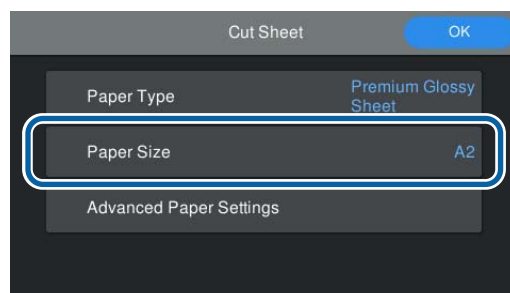 Cut Sheet
OK
Paper Type
Premium Glossy
Sheet
Paper Size
A2
Advanced Paper Settings